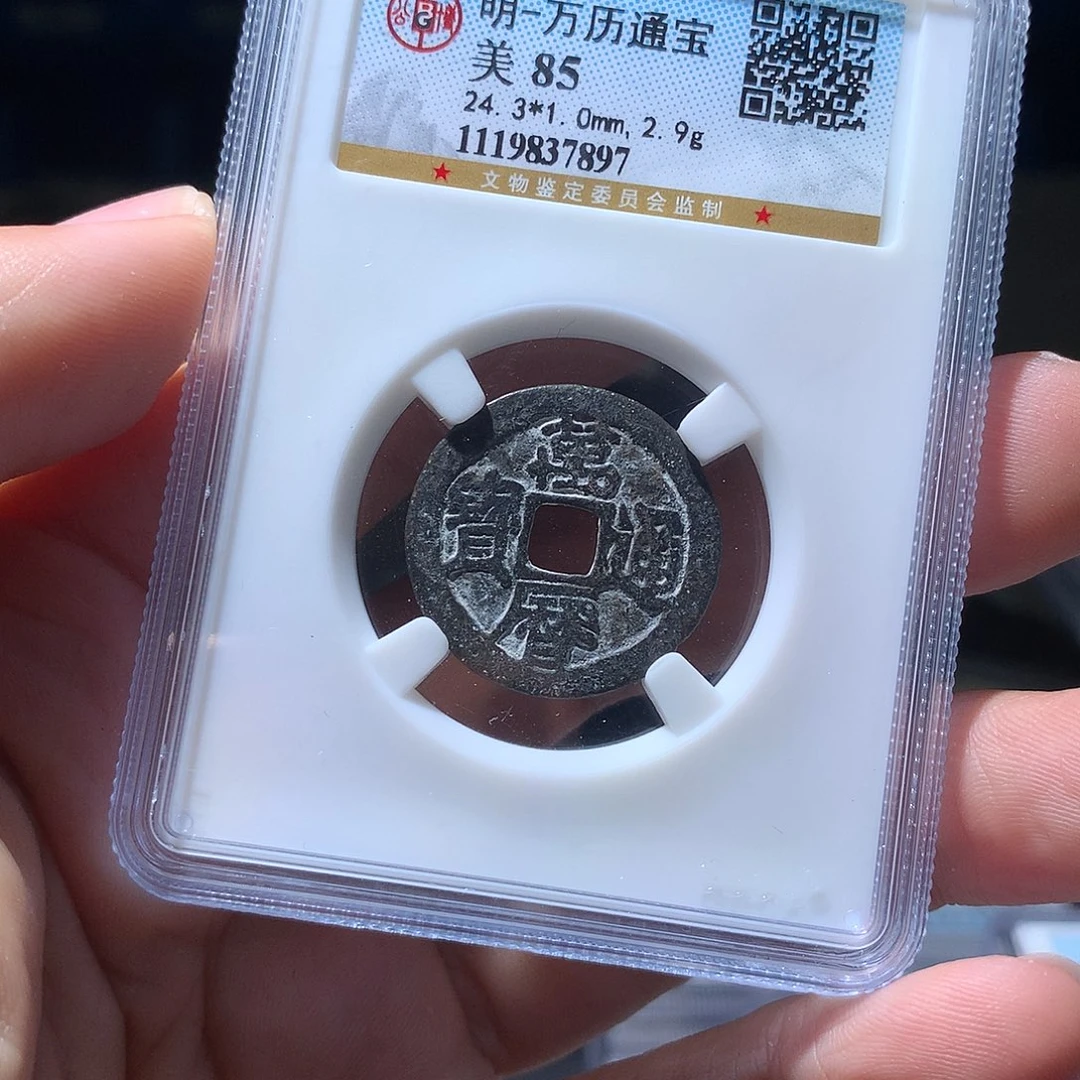 明-万历通宝
美 85
24.3*1.0mm, 2.9g
1119837897
文物鉴定委员会监制
萬曆通寶